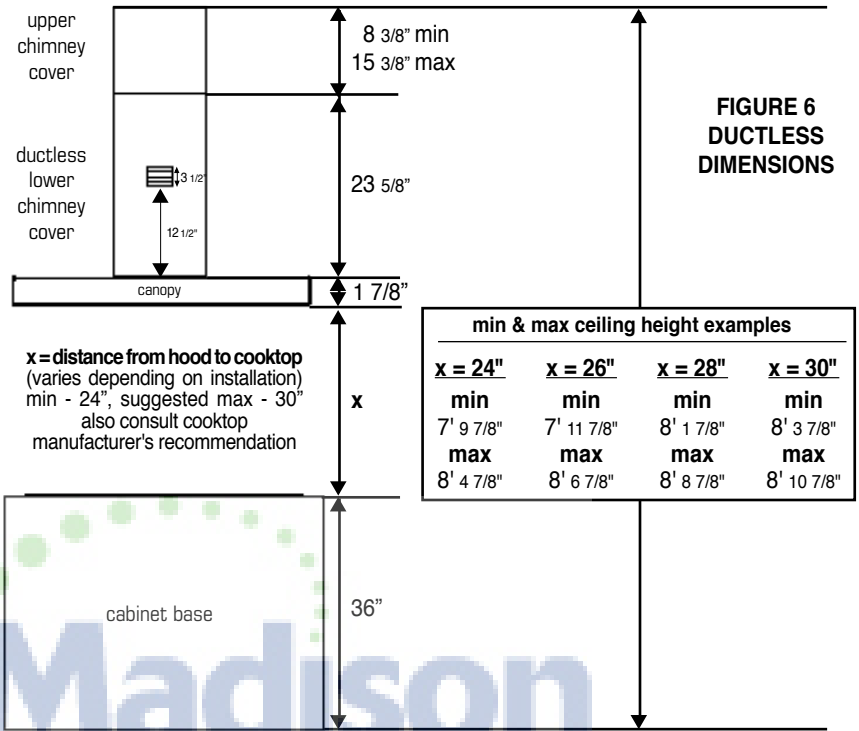 upper
chimney
cover
8 3/8” min
15 3/8” max
FIGURE 6
DUCTLESS
DIMENSIONS
ductless
lower
chimney
cover
3 1/2"
12 1/2"
23 5/8”
canopy
1 7/8”
x = distance from hood to cooktop
(varies depending on installation)
min - 24”, suggested max - 30”
also consult cooktop
manufacturer's recommendation
x
min & max ceiling height examples
x = 24" x = 26" x = 28" x = 30"
min min min min
7' 9 7/8" 7' 11 7/8" 8' 1 7/8" 8' 3 7/8"
max max max max
8' 4 7/8" 8' 6 7/8" 8' 8 7/8" 8' 10 7/8"
cabinet base
36”
Madison